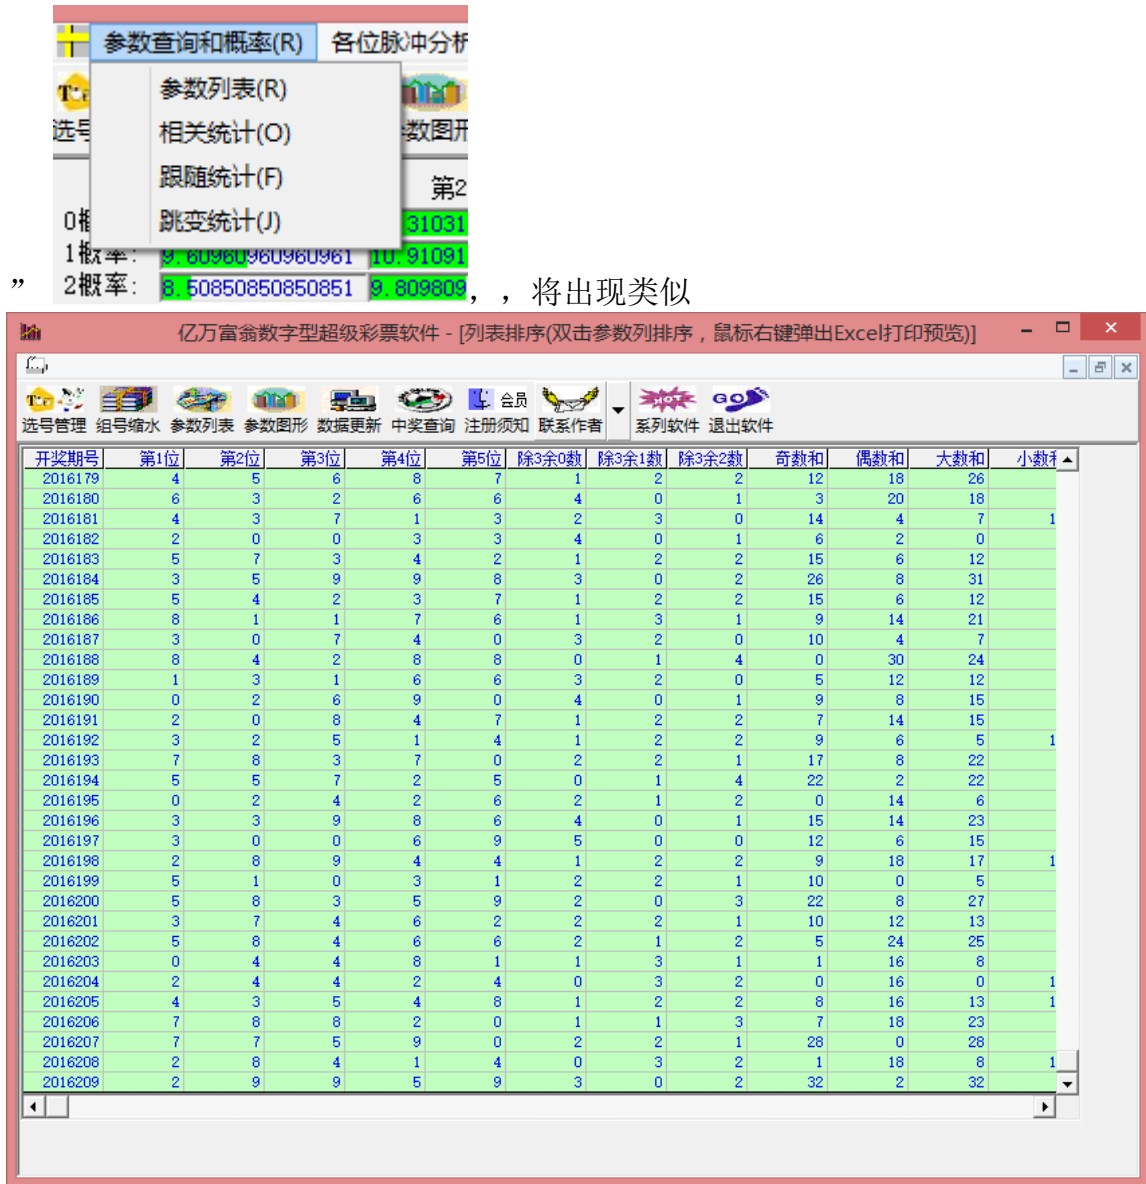 参数查询和概率(R) 各位脉冲分析
参数列表(R)
选号 相关统计(O) 参数图形
跟随统计(F)
第2
0概 跳变统计(J) .31031
1概率: 9.60960960960961 10.91091
” 2概率: 8.50850850850851 9.809809 ，，将出现类似
亿万富翁数字型超级彩票软件 - [列表排序(双击参数列排序，鼠标右键弹出Excel打印预览)]
选号管理 组号缩水 参数列表 参数图形 数据更新 中奖查询 注册须知 会员 联系作者 系列软件 退出软件
开奖期号 第1位 第2位 第3位 第4位 第5位 除3余0数 除3余1数 除3余2数 奇数和 偶数和 大数和 小数和
2016179 4 5 6 8 7 1 2 2 12 18 26
2016180 6 3 2 6 6 4 0 1 3 20 18
2016181 4 3 7 1 3 2 3 0 14 4 7 1
2016182 2 0 0 3 3 4 0 1 6 2 0
2016183 5 7 3 4 2 1 2 2 15 6 12
2016184 3 5 9 9 8 3 0 2 26 8 31
2016185 5 4 2 3 7 1 2 2 15 6 12
2016186 8 1 1 7 6 1 3 1 9 14 21
2016187 3 0 7 4 0 3 2 0 10 4 7
2016188 8 4 2 8 8 0 1 4 0 30 24
2016189 1 3 1 6 6 3 2 0 5 12 12
2016190 0 2 6 9 0 4 0 1 9 8 15
2016191 2 0 8 4 7 1 2 2 7 14 15
2016192 3 2 5 1 4 1 2 2 9 6 5 1
2016193 7 8 3 7 0 2 2 1 17 8 22
2016194 5 5 7 2 5 0 1 4 22 2 22
2016195 0 2 4 2 6 2 1 2 0 14 6
2016196 3 3 9 8 6 4 0 1 15 14 23
2016197 3 0 0 6 9 5 0 0 12 6 15
2016198 2 8 9 4 4 1 2 2 9 18 17 1
2016199 5 1 0 3 1 2 2 1 10 0 5
2016200 5 8 3 5 9 2 0 3 22 8 27
2016201 3 7 4 6 2 2 2 1 10 12 13
2016202 5 8 4 6 6 2 1 2 5 24 25
2016203 0 4 4 8 1 1 3 1 1 16 8
2016204 2 4 4 2 4 0 3 2 0 16 0 1
2016205 4 3 5 4 8 1 2 2 8 16 13 1
2016206 7 8 8 2 0 1 1 3 7 18 23
2016207 7 7 5 9 0 2 2 1 28 0 28
2016208 2 8 4 1 4 0 3 2 1 18 8 1
2016209 2 9 9 5 9 3 0 2 32 2 32